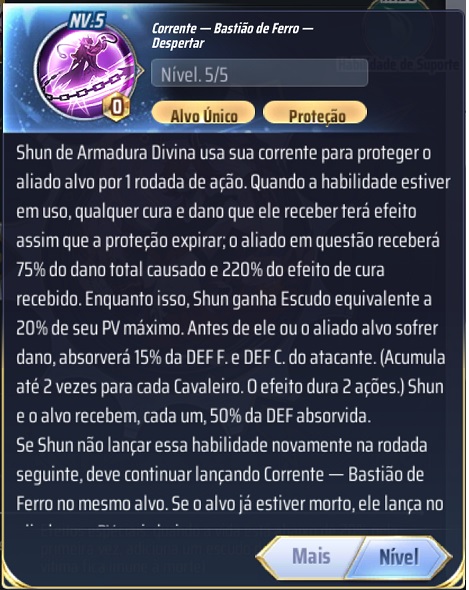 NV.5
Corrente — Bastião de Ferro —
Despertar
Nível. 5/5
0
Alvo Único
Proteção
Shun de Armadura Divina usa sua corrente para proteger o
aliado alvo por 1 rodada de ação. Quando a habilidade estiver
em uso, qualquer cura e dano que ele receber terá efeito
assim que a proteção expirar; o aliado em questão receberá
75% do dano total causado e 220% do efeito de cura
recebido. Enquanto isso, Shun ganha Escudo equivalente a
20% de seu PV máximo. Antes de ele ou o aliado alvo sofrer
dano, absorverá 15% da DEF F. e DEF C. do atacante. (Acumula
até 2 vezes para cada Cavaleiro. O efeito dura 2 ações.) Shun
e o alvo recebem, cada um, 50% da DEF absorvida.
Se Shun não lançar essa habilidade novamente na rodada
seguinte, deve continuar lançando Corrente — Bastião de
Ferro no mesmo alvo. Se o alvo já estiver morto, ele lança no
Mais
Nível